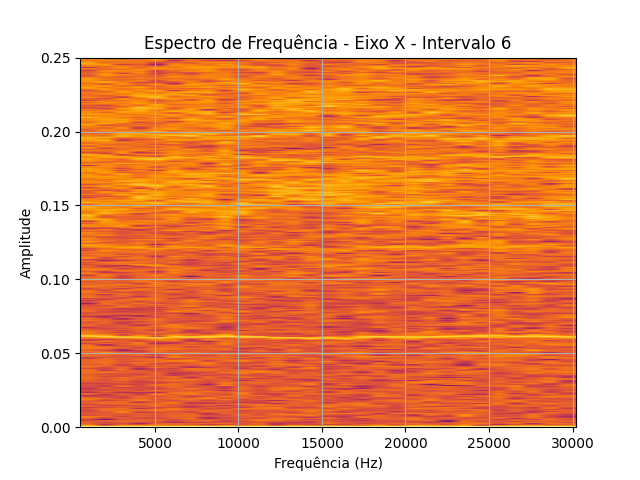 Espectro de Frequência - Eixo X - Intervalo 6
0.25
0.20
0.15
0.10
0.05
0.00
Amplitude
5000 10000 15000 20000 25000 30000
Frequência (Hz)